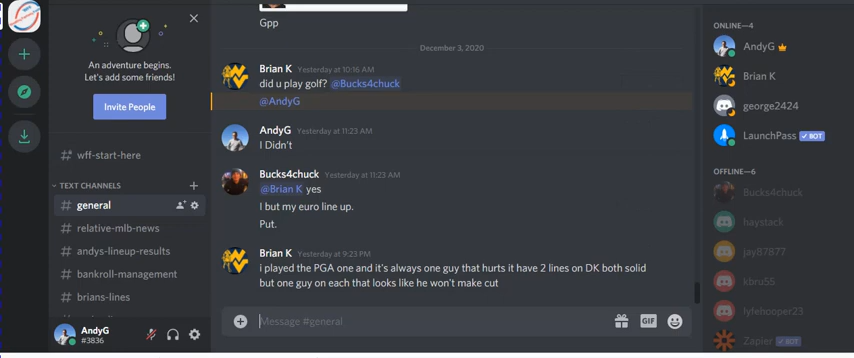 An adventure begins.
Let's add some friends!
Invite People
wff-start-here
TEXT CHANNELS
general
relative-mlb-news
andys-lineup-results
bankroll-management
brians-lines
AndyG
#3836
Gpp
December 3, 2020
Brian K Yesterday at 10:16 AM
did u play golf? @Bucks4chuck
@AndyG
AndyG Yesterday at 11:23 AM
I Didn't
Bucks4chuck Yesterday at 11:23 AM
@Brian K yes
I but my euro line up.
Put.
Brian K Yesterday at 9:23 PM
i played the PGA one and it's always one guy that hurts it have 2 lines on DK both solid
but one guy on each that looks like he won't make cut
Message #general
GIF
ONLINE—4
AndyG
Brian K
george2424
LaunchPass BOT
OFFLINE—6
Bucks4chuck
haystack
jay87877
kbru55
lyfehooper23
Zapier BOT